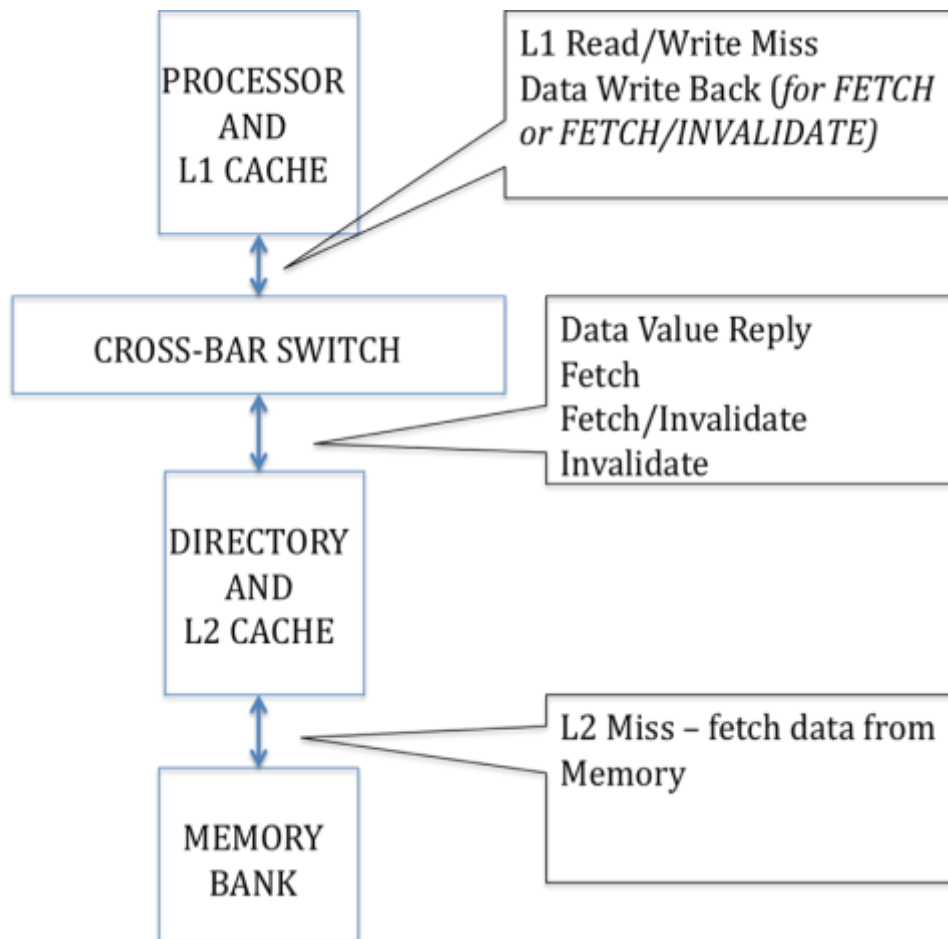 PROCESSOR
AND
L1 CACHE
L1 Read/Write Miss
Data Write Back (for FETCH
or FETCH/INVALIDATE)
CROSS-BAR SWITCH
Data Value Reply
Fetch
Fetch/Invalidate
Invalidate
DIRECTORY
AND
L2 CACHE
L2 Miss – fetch data from
Memory
MEMORY
BANK